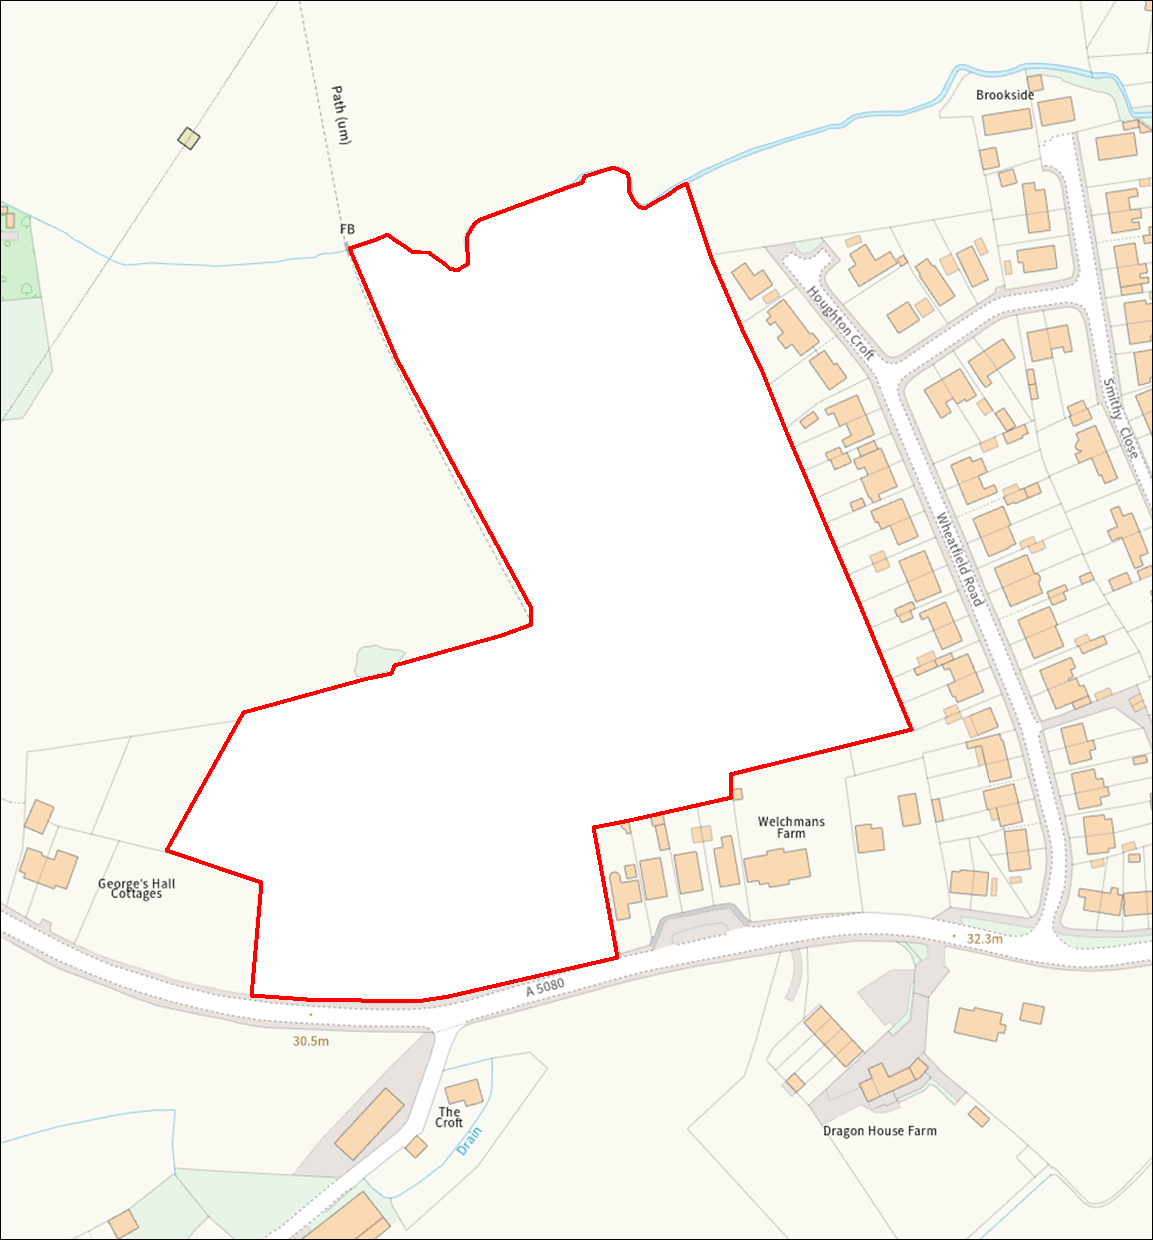 Brookside
Path (um)
FB
Houghton Croft
Smithy Close
Wheatfield Road
Welchmans
Farm
George's Hall
Cottages
32.3m
A 5080
30.5m
The
Croft
Drain
Dragon House Farm